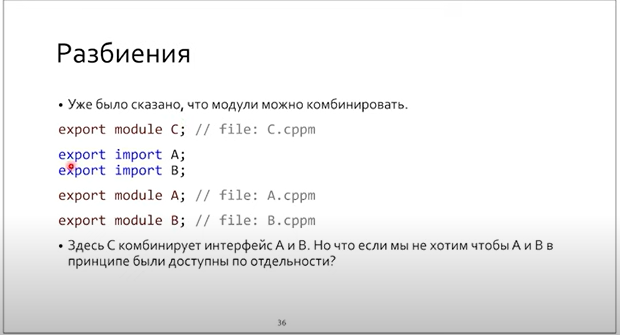 Разбиения
• Уже было сказано, что модули можно комбинировать.
export module C; // file: C.cppm
export import A;
export import B;
export module A; // file: A.cppm
export module B; // file: B.cppm
• Здесь C комбинирует интерфейс A и B. Но что если мы не хотим чтобы A и B в
принципе были доступны по отдельности?
36